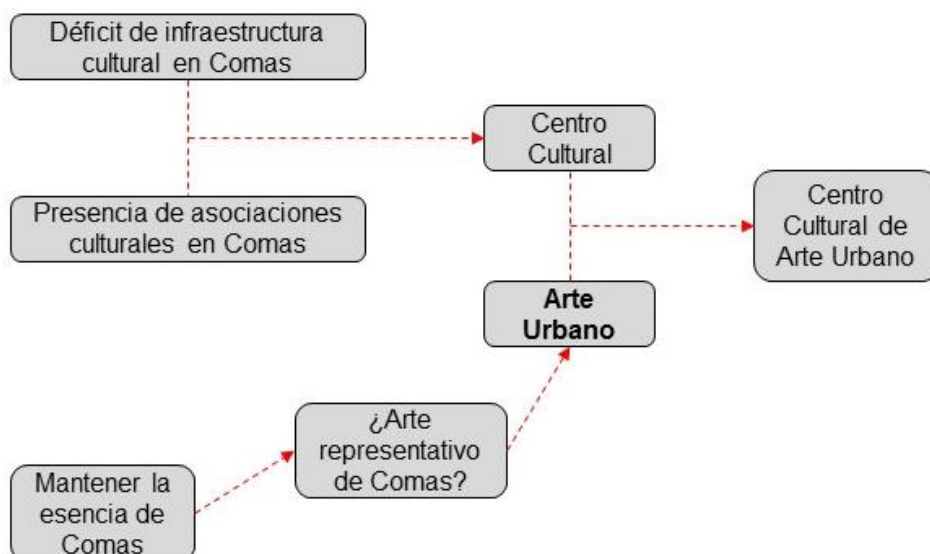 Déficit de infraestructura
cultural en Comas
Centro
Cultural
Presencia de asociaciones
culturales en Comas
Centro
Cultural de
Arte Urbano
Arte
Urbano
¿Arte
representativo
de Comas?
Mantener la
esencia de
Comas